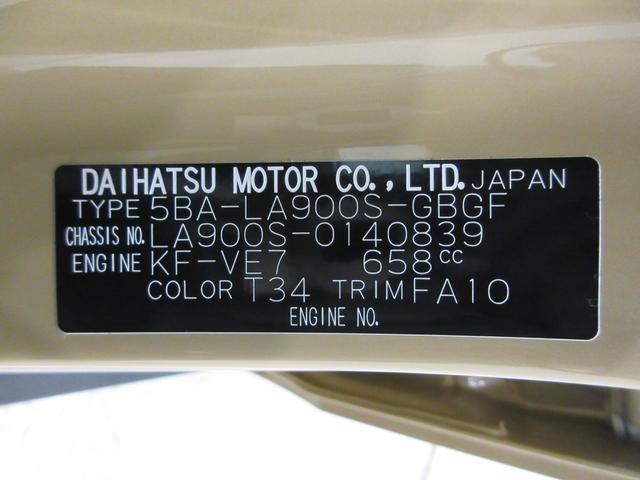 DAIHATSU MOTOR CO., LTD. JAPAN
TYPE 5BA-LA900S-GBGF
CHASSIS NO. LA900S-0140839
ENGINE KF-VE7 658cc
COLOR T34 TRIM FA10
ENGINE NO.